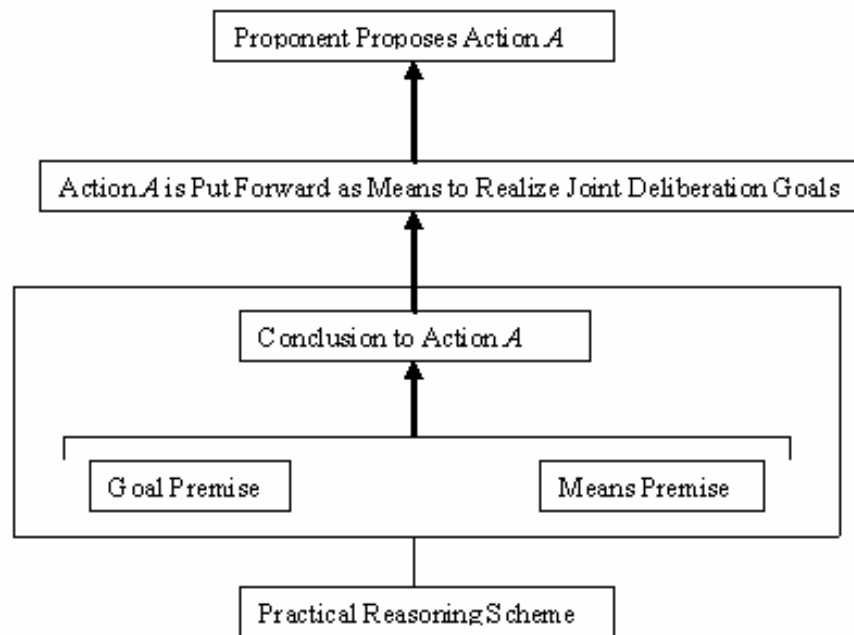 Proponent Proposes Action A
Action A is Put Forward as Means to Realize Joint Deliberation Goals
Conclusion to Action A
Goal Premise
Means Premise
Practical Reasoning Scheme